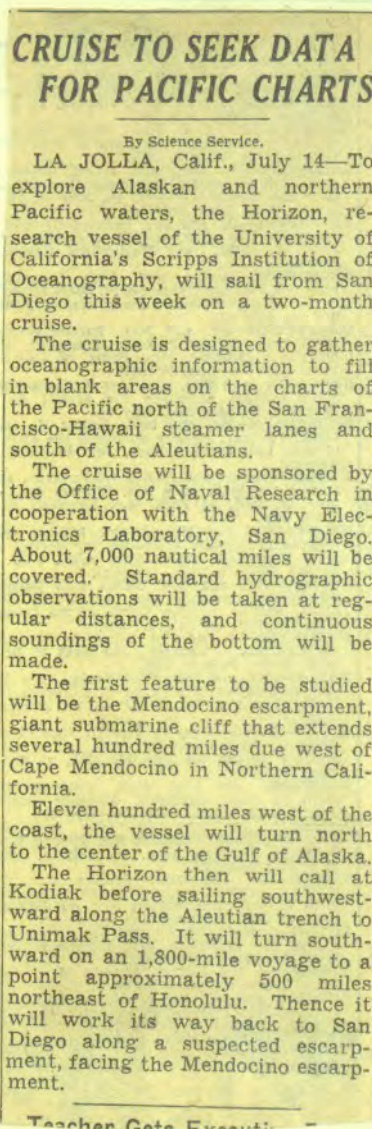 CRUISE TO SEEK DATA
FOR PACIFIC CHARTS
By Science Service.
LA JOLLA, Calif., July 14—To
explore Alaskan and northern
Pacific waters, the Horizon, re-
search vessel of the University of
California's Scripps Institution of
Oceanography, will sail from San
Diego this week on a two-month
cruise.
The cruise is designed to gather
oceanographic information to fill
in blank areas on the charts of
the Pacific north of the San Fran-
cisco-Hawaii steamer lanes and
south of the Aleutians.
The cruise will be sponsored by
the Office of Naval Research in
cooperation with the Navy Elec-
tronics Laboratory, San Diego.
About 7,000 nautical miles will be
covered. Standard hydrographic
observations will be taken at reg-
ular distances, and continuous
soundings of the bottom will be
made.
The first feature to be studied
will be the Mendocino escarpment,
giant submarine cliff that extends
several hundred miles due west of
Cape Mendocino in Northern Cali-
fornia.
Eleven hundred miles west of the
coast, the vessel will turn north
to the center of the Gulf of Alaska.
The Horizon then will call at
Kodiak before sailing southwest-
ward along the Aleutian trench to
Unimak Pass. It will turn south-
ward on an 1,800-mile voyage to a
point approximately 500 miles
northeast of Honolulu. Thence it
will work its way back to San
Diego along a suspected escarp-
ment, facing the Mendocino escarp-
ment.
Teacher Gets